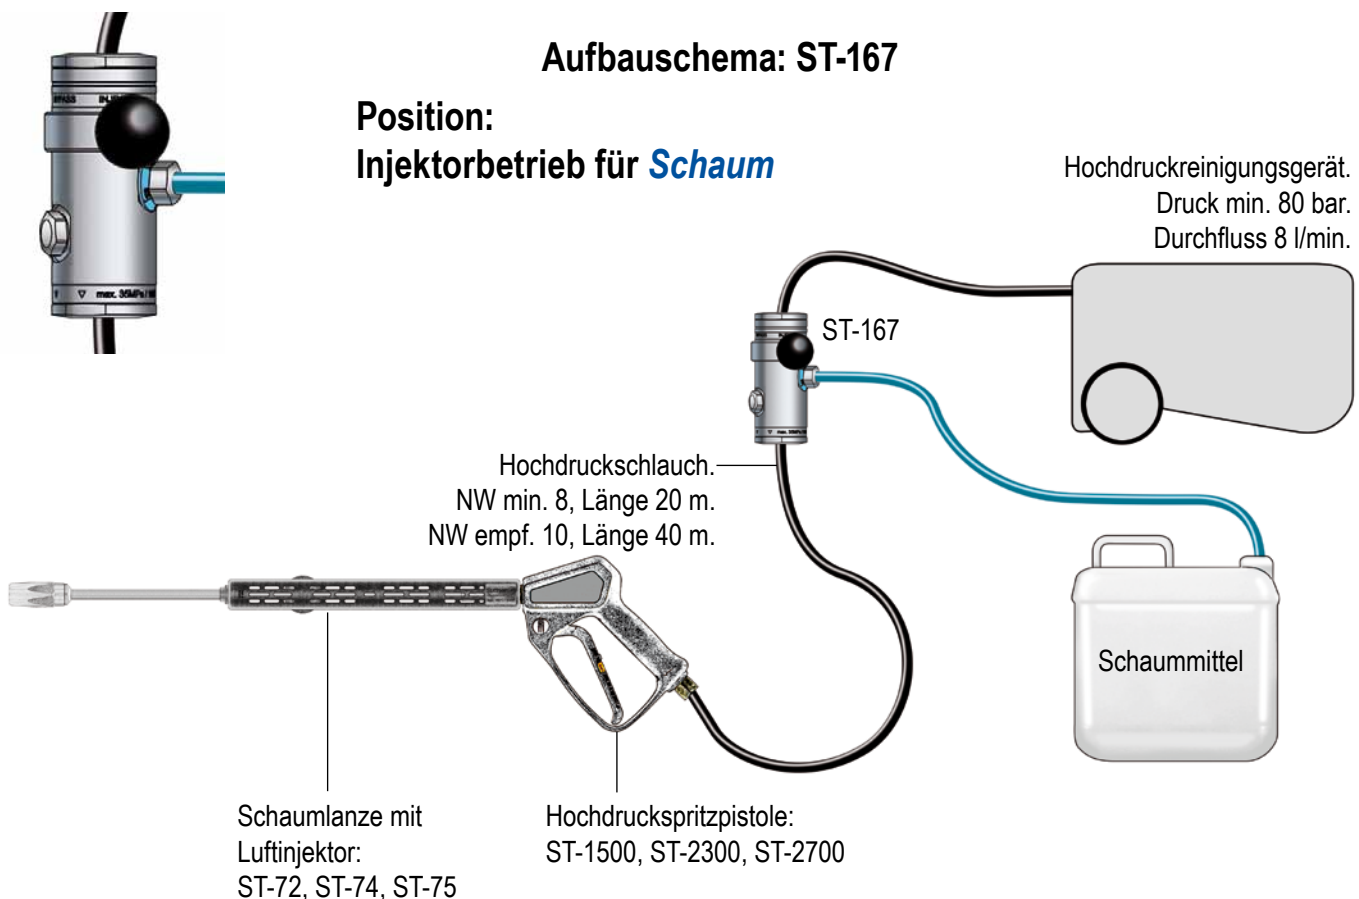 Aufbauschema: ST-167
Position:
Injektorbetrieb für Schaum
Hochdruckreinigungsgerät.
Druck min. 80 bar.
Durchfluss 8 l/min.
ST-167
Hochdruckschlauch.
NW min. 8, Länge 20 m.
NW empf. 10, Länge 40 m.
Schaummittel
Schaumlanze mit
Luftinjektor:
ST-72, ST-74, ST-75
Hochdruckspritzpistole:
ST-1500, ST-2300, ST-2700
max. 35MPa/